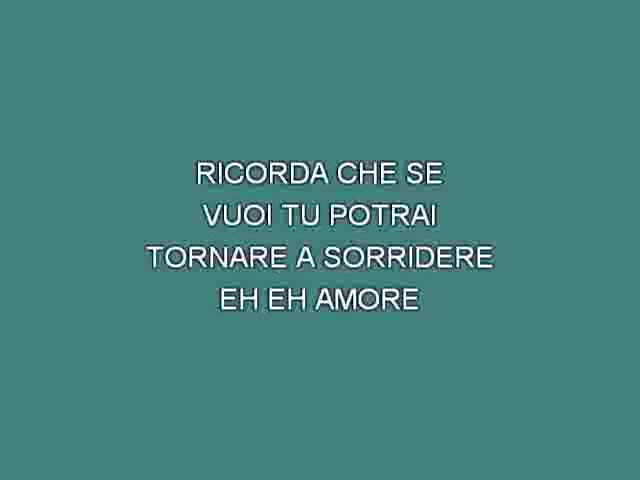 RICORDA CHE SE
VUOI TU POTRAI
TORNARE A SORRIDERE
EH EH AMORE